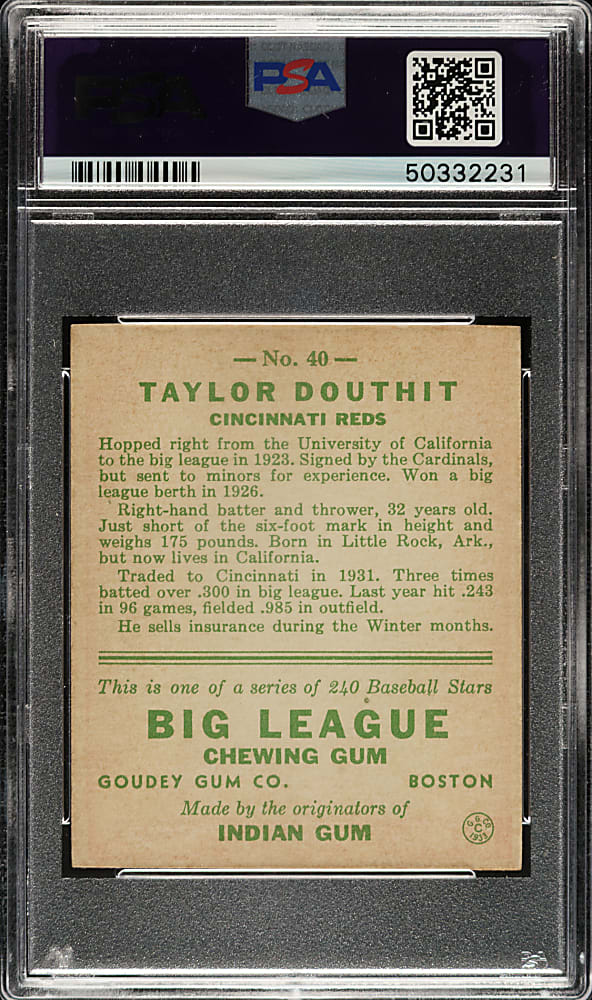 PSA
PSA
50332231
— No. 40 —
TAYLOR DOUTHIT
CINCINNATI REDS
Hopped right from the University of California
to the big league in 1923. Signed by the Cardinals,
but sent to minors for experience. Won a big
league berth in 1926.
Right-hand batter and thrower, 32 years old.
Just short of the six-foot mark in height and
weighs 175 pounds. Born in Little Rock, Ark.,
but now lives in California.
Traded to Cincinnati in 1931. Three times
batted over .300 in big league. Last year hit .243
in 96 games, fielded .985 in outfield.
He sells insurance during the Winter months.
This is one of a series of 240 Baseball Stars
BIG LEAGUE
CHEWING GUM
GOUDEY GUM CO. BOSTON
Made by the originators of
INDIAN GUM
G. G. CO.
C
1933
PSA